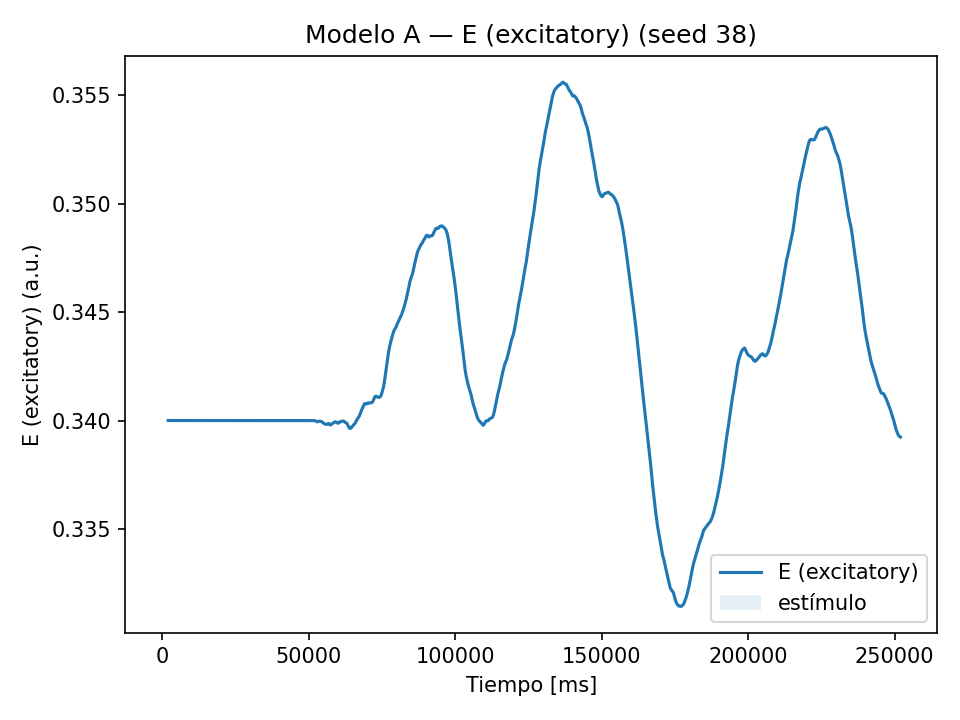 Modelo A — E (excitatory) (seed 38)
E (excitatory) (a.u.)
0.355
0.350
0.345
0.340
0.335
E (excitatory)
estímulo
0
50000
100000
150000
200000
250000
Tiempo [ms]